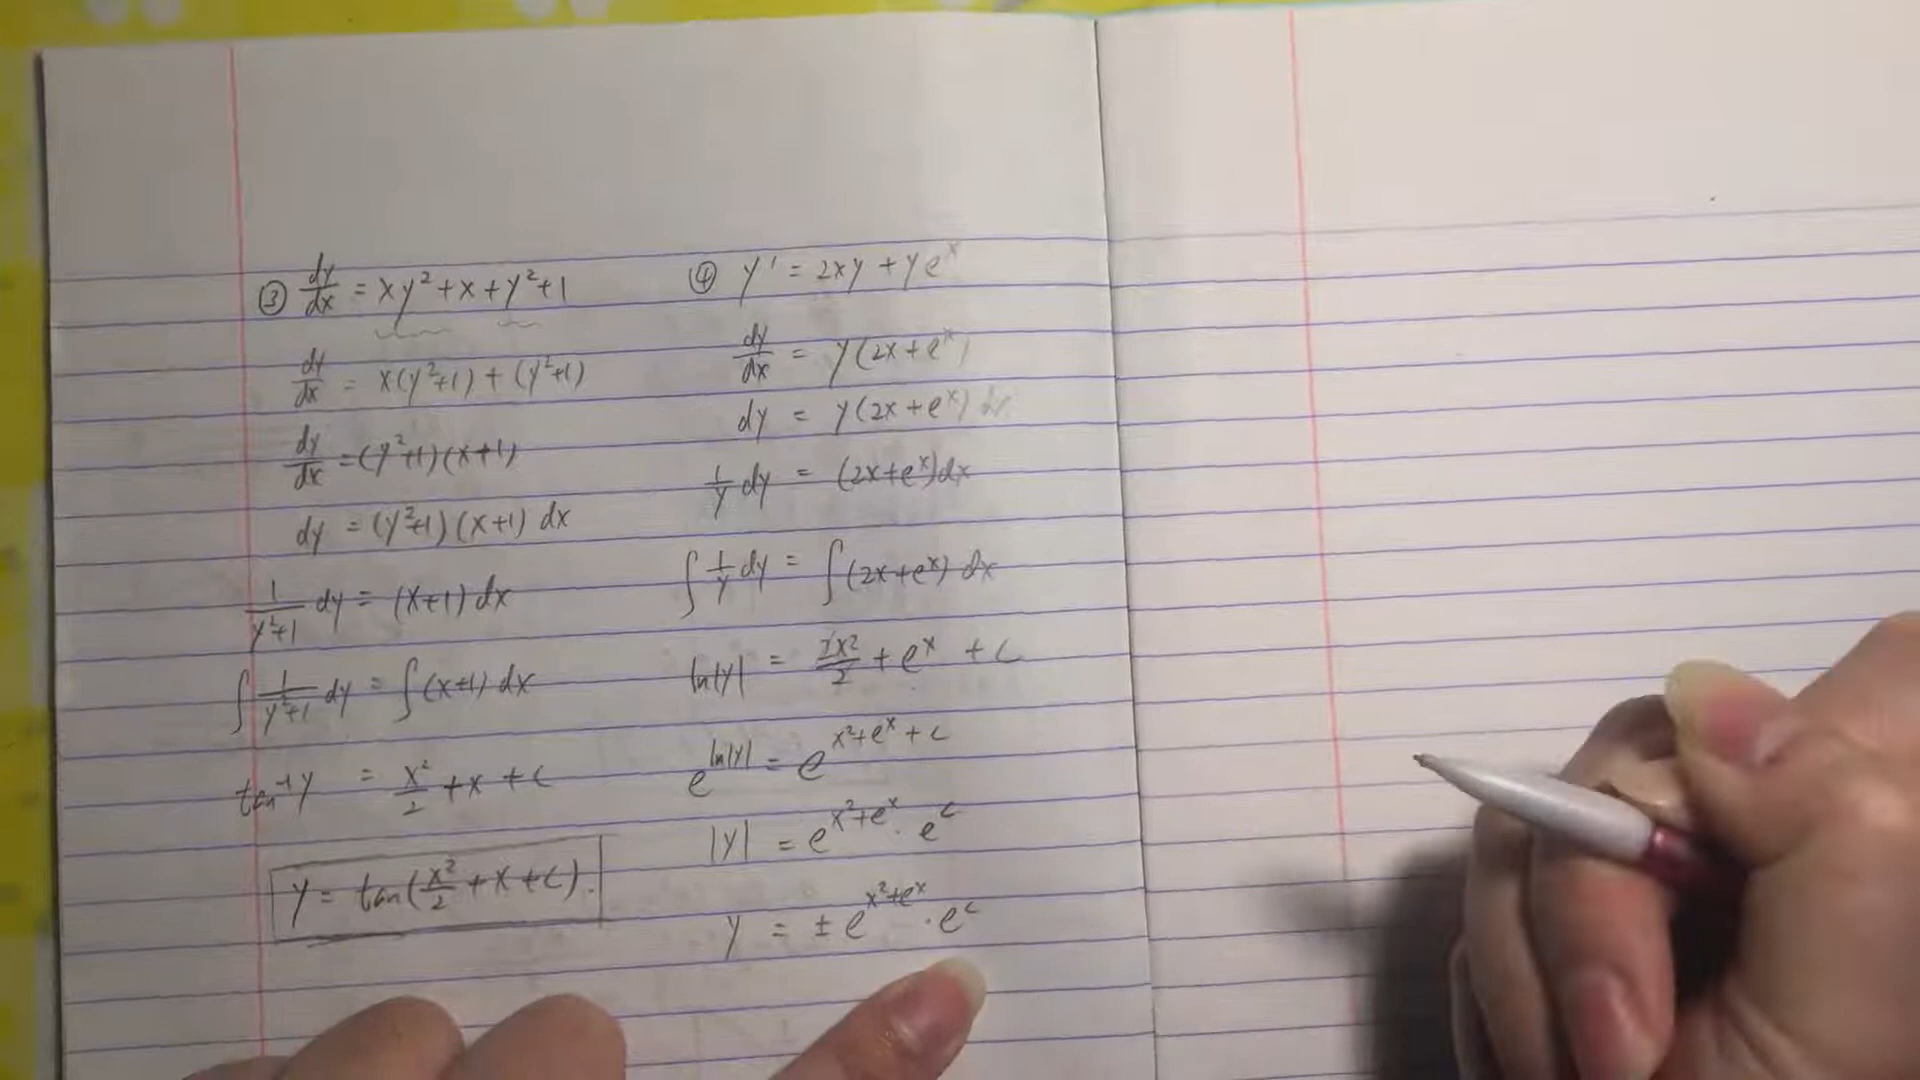 ③ dy/dx = xy²+x+y²+1
dy/dx = x(y²+1) + (y²+1)
dy/dx = (y²+1)(x+1)
dy = (y²+1)(x+1) dx
1/(y²+1) dy = (x+1) dx
∫ 1/(y²+1) dy = ∫(x+1) dx
tan⁻¹y = x²/2 + x + c
y = tan(x²/2 + x + c).
④ y' = 2xy + ye^x
dy/dx = y(2x+e^x)
dy = y(2x+e^x) dx
1/y dy = (2x+e^x)dx
∫ 1/y dy = ∫(2x+e^x) dx
ln|y| = 2x²/2 + e^x + c
e^(ln|y|) = e^(x²+e^x+c)
|y| = e^(x²+e^x) · e^c
y = ± e^(x²+e^x) · e^c